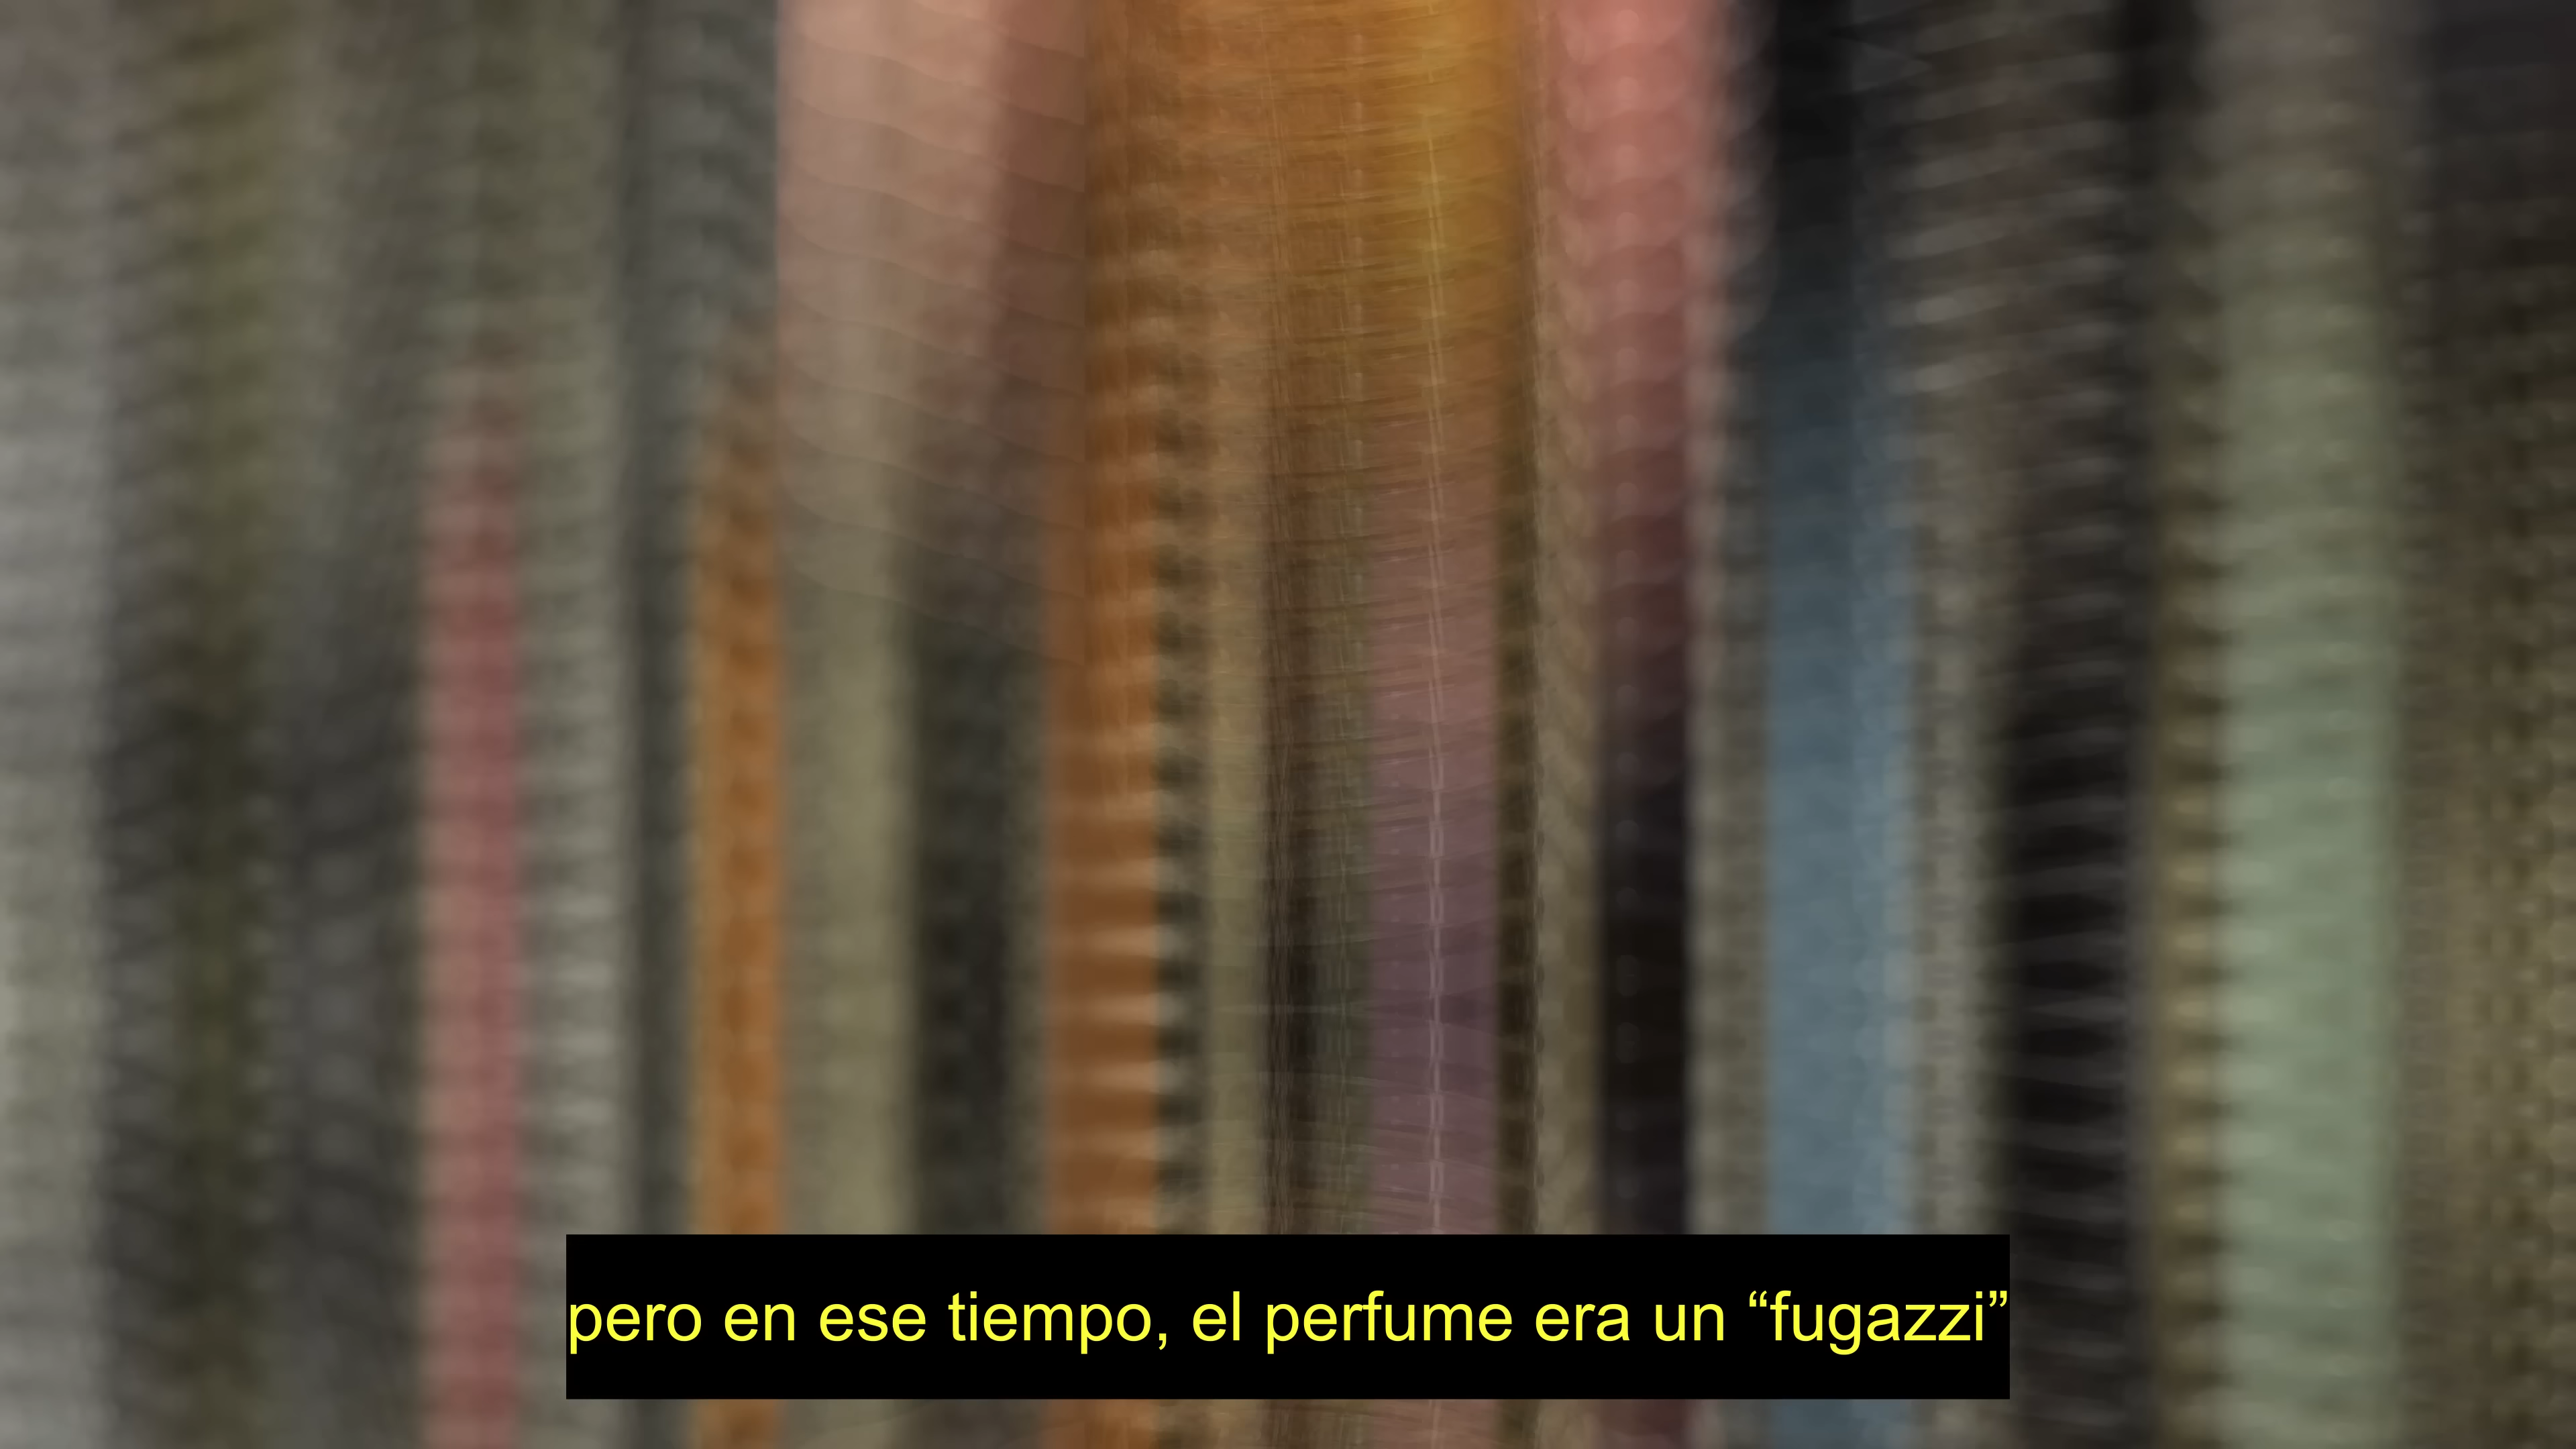 pero en ese tiempo, el perfume era un “fugazzi”